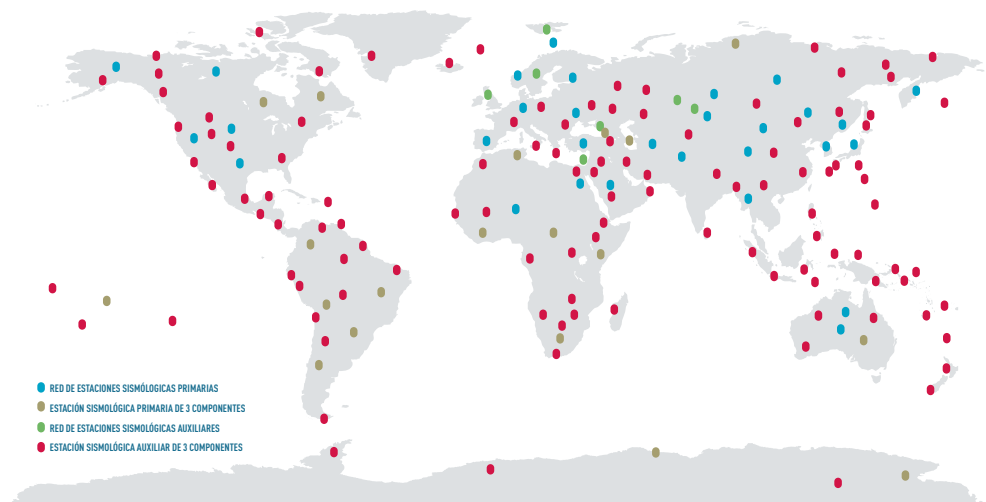 RED DE ESTACIONES SISMÓLOGICAS PRIMARIAS
ESTACIÓN SISMOLÓGICA PRIMARIA DE 3 COMPONENTES
RED DE ESTACIONES SISMOLÓGICAS AUXILIARES
ESTACIÓN SISMOLÓGICA AUXILIAR DE 3 COMPONENTES